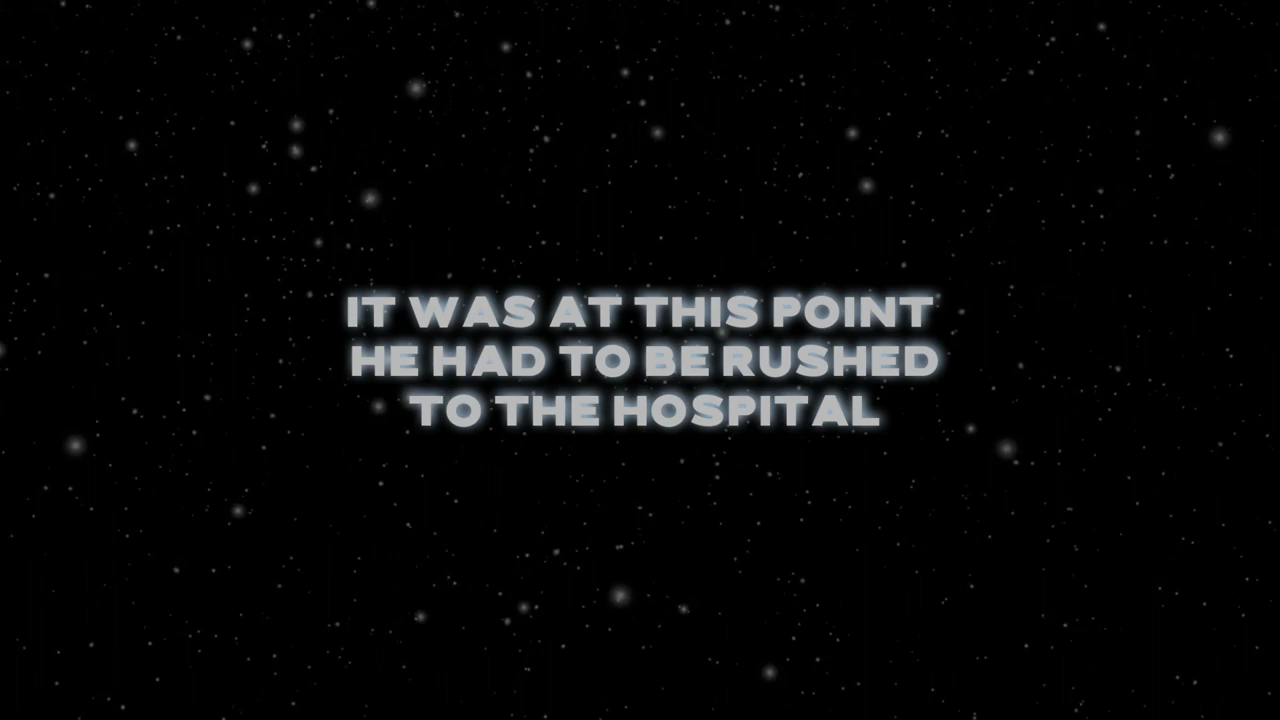 IT WAS AT THIS POINT
HE HAD TO BE RUSHED
TO THE HOSPITAL